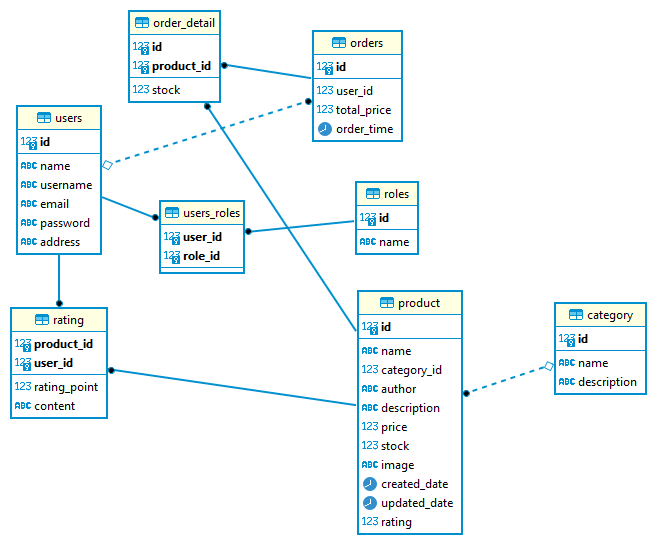 order_detail
123 id
123 product_id
123 stock
orders
123 id
123 user_id
123 total_price
order_time
users
123 id
ABC name
ABC username
ABC email
ABC password
ABC address
users_roles
123 user_id
123 role_id
roles
123 id
ABC name
rating
123 product_id
123 user_id
123 rating_point
ABC content
product
123 id
ABC name
123 category_id
ABC author
ABC description
123 price
123 stock
ABC image
created_date
updated_date
123 rating
category
123 id
ABC name
ABC description